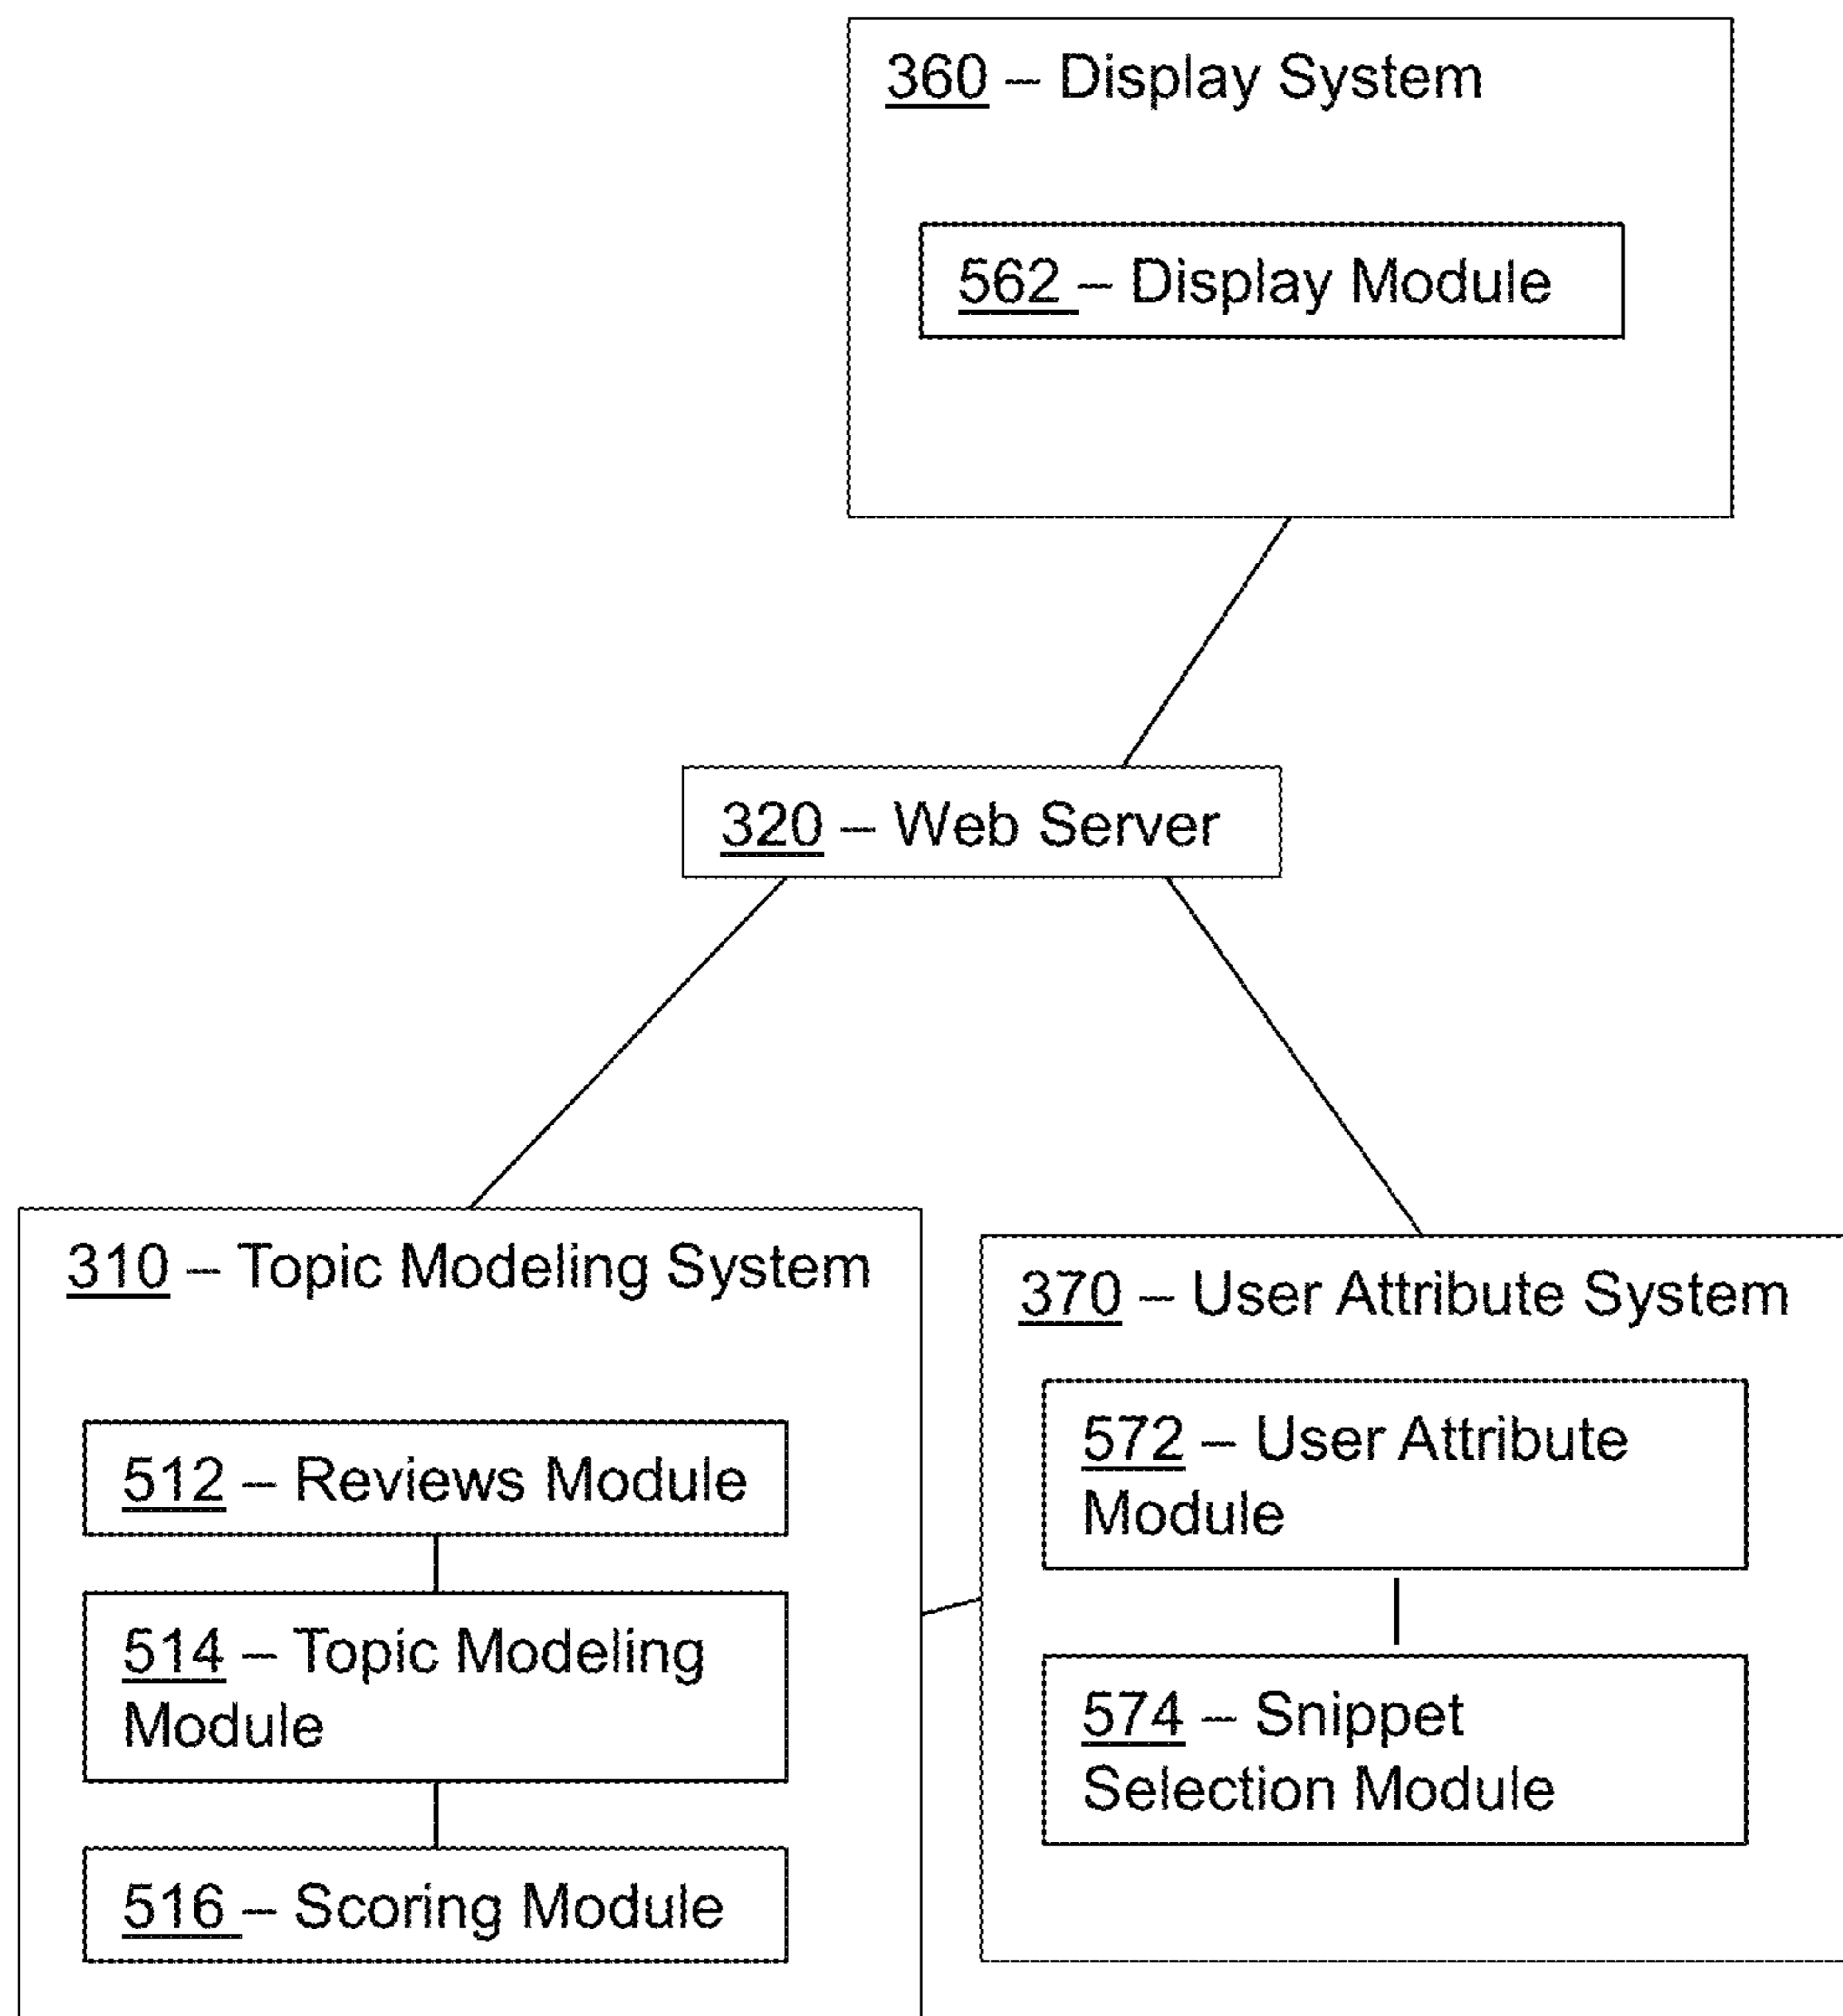 360 – Display System
562 – Display Module
320 – Web Server
310 – Topic Modeling System
512 – Reviews Module
514 – Topic Modeling
Module
516 – Scoring Module
370 – User Attribute System
572 – User Attribute
Module
574 – Snippet
Selection Module